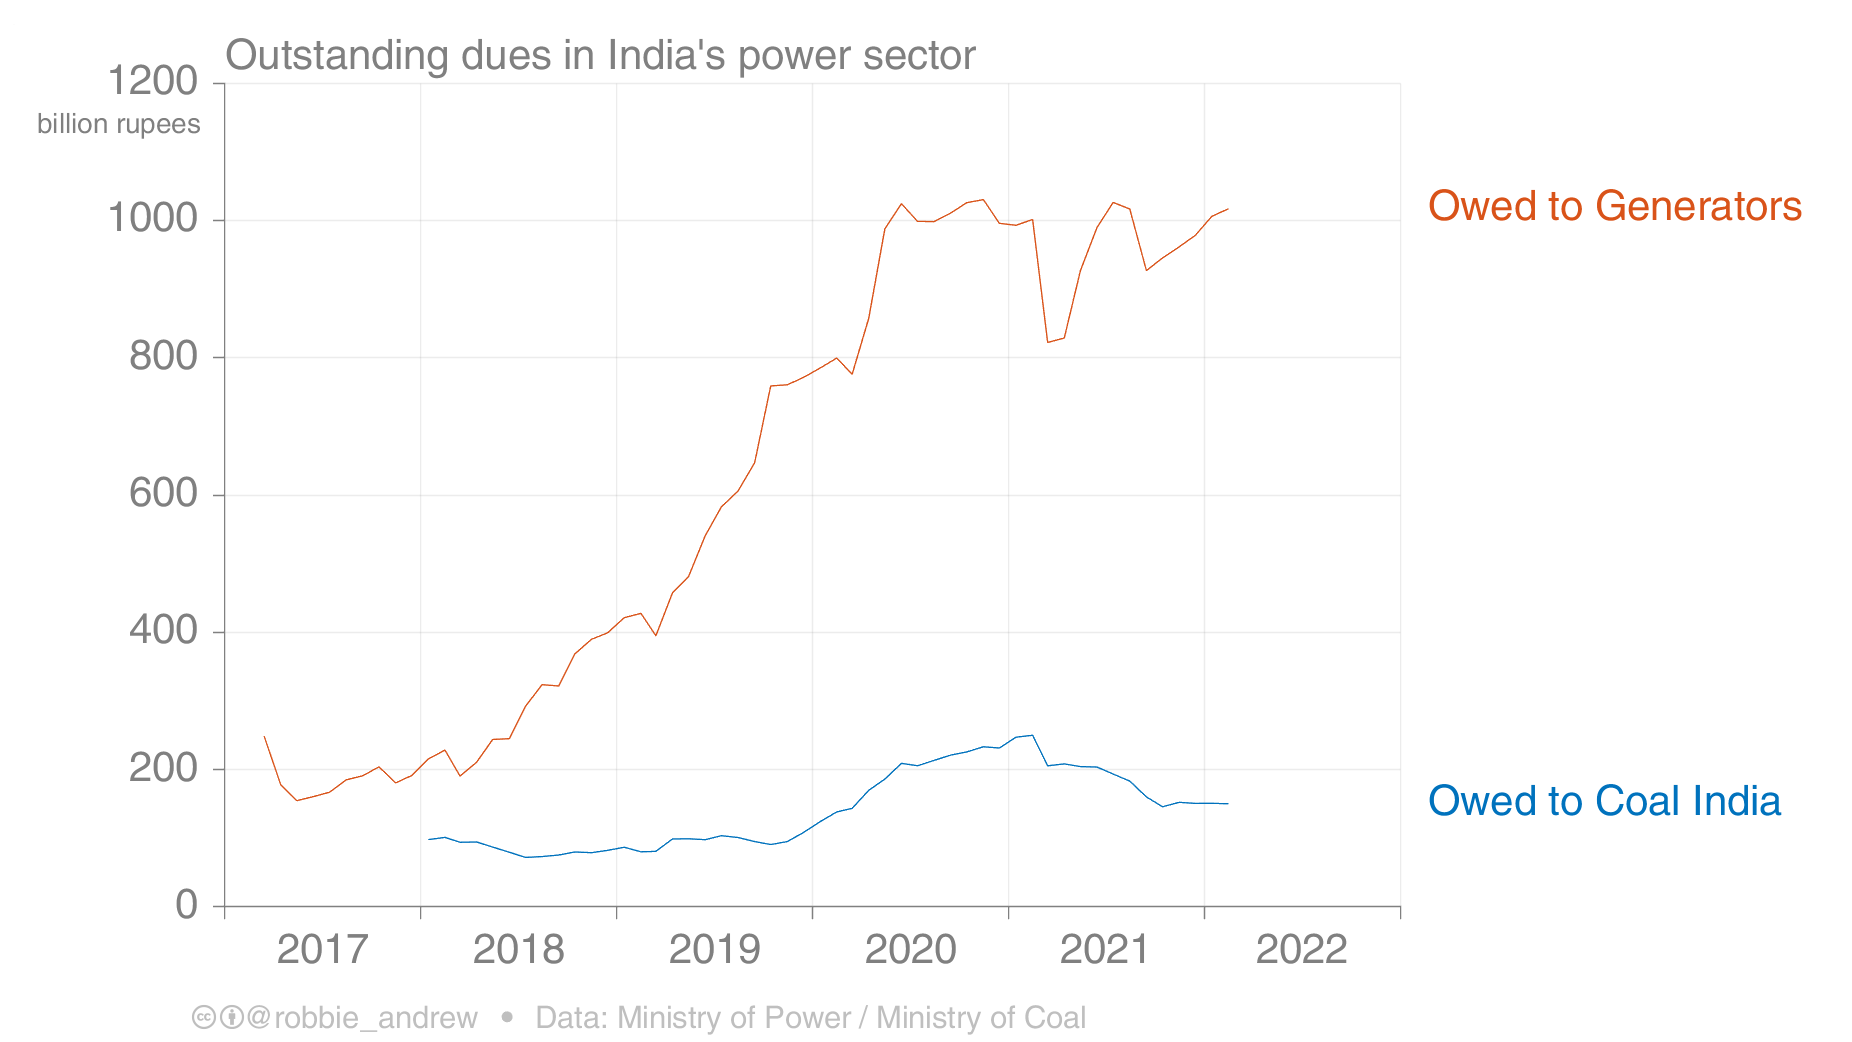 Outstanding dues in India's power sector
1200
billion rupees
1000
800
600
400
200
0
Owed to Generators
Owed to Coal India
2017 2018 2019 2020 2021 2022
cc @robbie_andrew • Data: Ministry of Power / Ministry of Coal